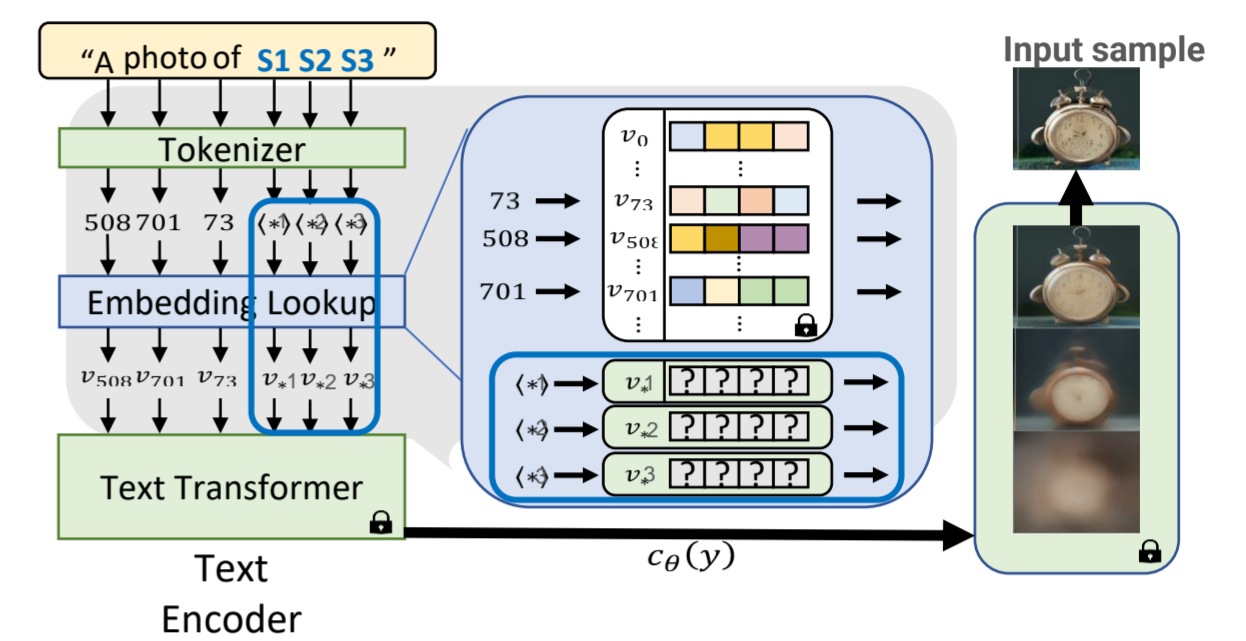 “A photo of S1 S2 S3 ”
Input sample
Tokenizer
508 701 73 ⟨*1⟩ ⟨*2⟩ ⟨*3⟩
Embedding Lookup
v508 v701 v73 v*1 v*2 v*3
Text Transformer
Text
Encoder
v0
⋮ ⋮
73 v73
508 v508
⋮ ⋮
701 v701
⋮ ⋮
⟨*1⟩ v*1 ? ? ? ?
⟨*2⟩ v*2 ? ? ? ?
⟨*3⟩ v*3 ? ? ? ?
cθ(y)